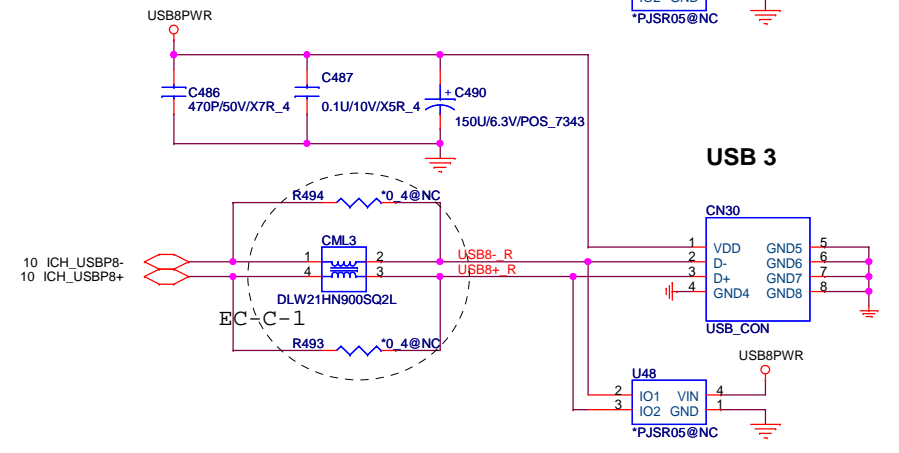 IO2 GND
*PJSR05@NC
USB8PWR
C486
470P/50V/X7R_4
C487
0.1U/10V/X5R_4
+
C490
150U/6.3V/POS_7343
USB 3
R494
*0_4@NC
CML3
1
2
4
3
DLW21HN900SQ2L
EC-C-1
R493
*0_4@NC
10 ICH_USBP8-
10 ICH_USBP8+
USB8-_R
USB8+_R
CN30
1 VDD GND5 5
2 D- GND6 6
3 D+ GND7 7
4 GND4 GND8 8
USB_CON
USB8PWR
U48
2 IO1 VIN 4
3 IO2 GND 1
*PJSR05@NC